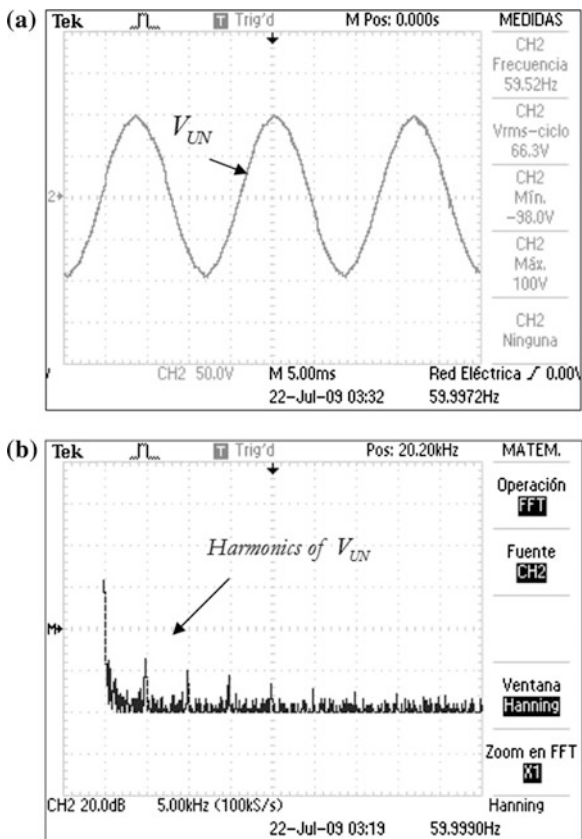 (a)
Tek
T Trig'd
M Pos: 0.000s
MEDIDAS
CH2
Frecuencia
59.52Hz
CH2
Vrms-ciclo
66.3V
CH2
Mín.
-98.0V
CH2
Máx.
100V
CH2
Ninguna
V_UN
2
CH2 50.0V
M 5.00ms
Red Eléctrica ∫ 0.00V
22-Jul-09 03:32
59.9972Hz
(b)
Tek
T Trig'd
Pos: 20.20kHz
MATEM.
Operación
FFT
Fuente
CH2
Ventana
Hanning
Zoom en FFT
X1
Harmonics of V_UN
M
CH2 20.0dB
5.00kHz (100kS/s)
Hanning
22-Jul-09 03:19
59.9990Hz